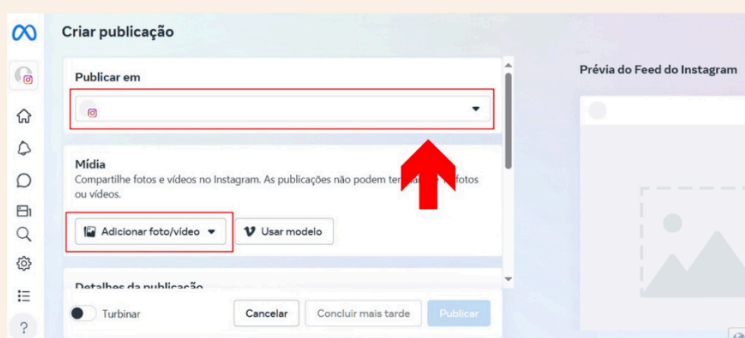 Criar publicação
Publicar em
Prévia do Feed do Instagram
Mídia
Compartilhe fotos e vídeos no Instagram. As publicações não podem ter fotos
ou vídeos.
Adicionar foto/vídeo
Usar modelo
Detalhes da publicação
Turbinar
Cancelar
Concluir mais tarde
Publicar
?